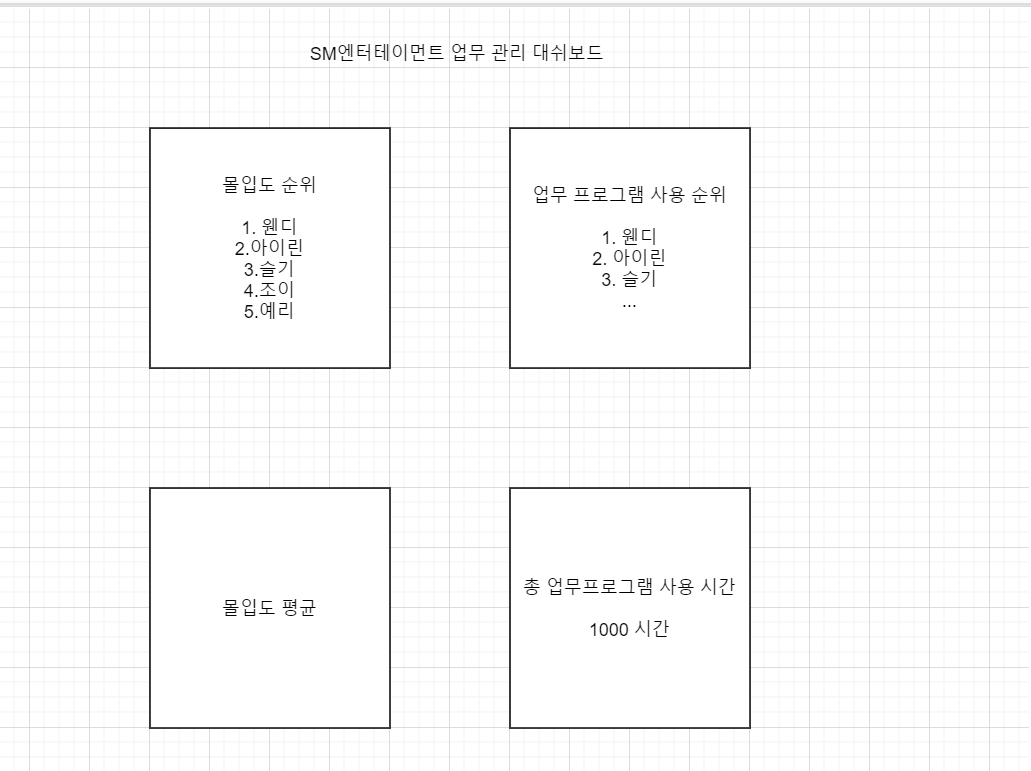 SM엔터테이먼트 업무 관리 대쉬보드
몰입도 순위
1. 웬디
2.아이린
3.슬기
4.조이
5.예리
업무 프로그램 사용 순위
1. 웬디
2. 아이린
3. 슬기
...
몰입도 평균
총 업무프로그램 사용 시간
1000 시간